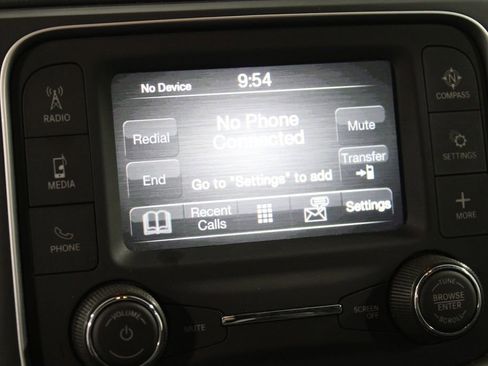 No Device 9:54
Redial
No Phone
Connected
Mute
End
Transfer
Go to "Settings" to add
Recent
Calls
Settings
RADIO
MEDIA
PHONE
COMPASS
SETTINGS
+
MORE
VOLUME
MUTE
SCREEN
OFF
TUNE
BROWSE
ENTER
SCROLL